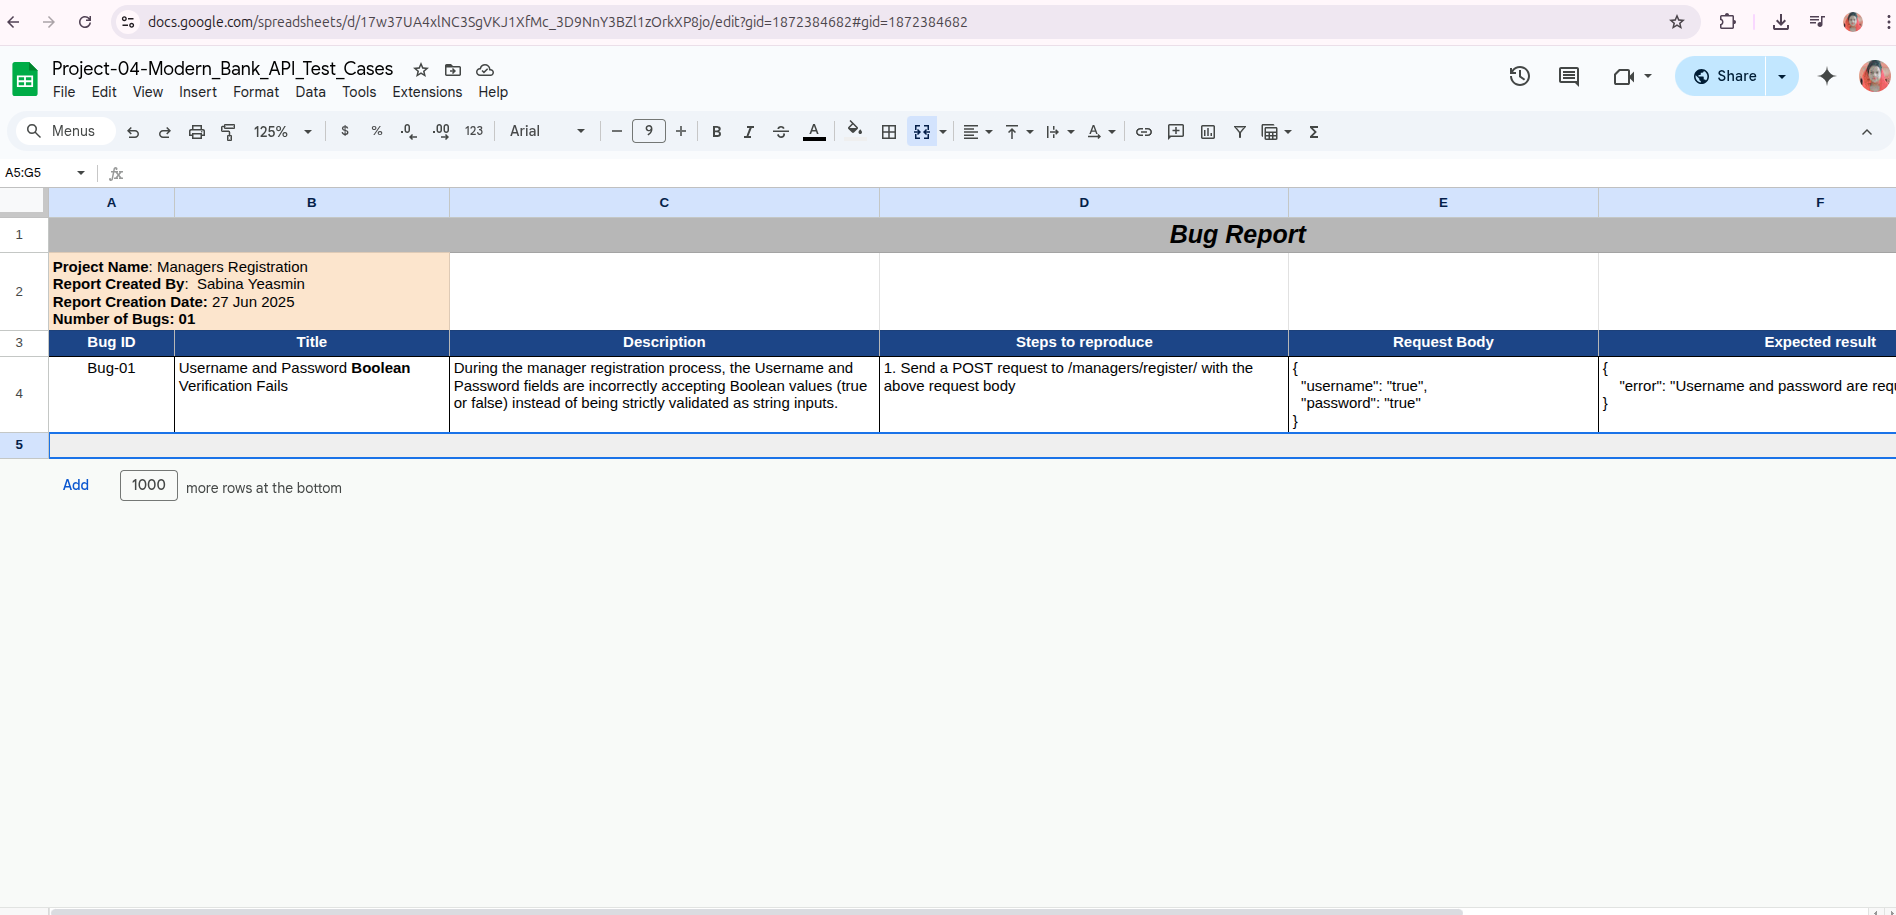 docs.google.com/spreadsheets/d/17w37UA4xlNC3SgVKJ1XfMc_3D9NnY3BZl1zOrkXP8jo/edit?gid=1872384682#gid=1872384682
Project-04-Modern_Bank_API_Test_Cases
File Edit View Insert Format Data Tools Extensions Help
Share
Menus 125% $ % .0 .00 123 Arial 9 B I A Σ
A5:G5 fx
A B C D E F
1 Bug Report
2
Project Name: Managers Registration
Report Created By: Sabina Yeasmin
Report Creation Date: 27 Jun 2025
Number of Bugs: 01
3 Bug ID Title Description Steps to reproduce Request Body Expected result
4
Bug-01
Username and Password Boolean
Verification Fails
During the manager registration process, the Username and
Password fields are incorrectly accepting Boolean values (true
or false) instead of being strictly validated as string inputs.
1. Send a POST request to /managers/register/ with the
above request body
{
"username": "true",
"password": "true"
}
{
"error": "Username and password are requ
}
5
Add 1000 more rows at the bottom